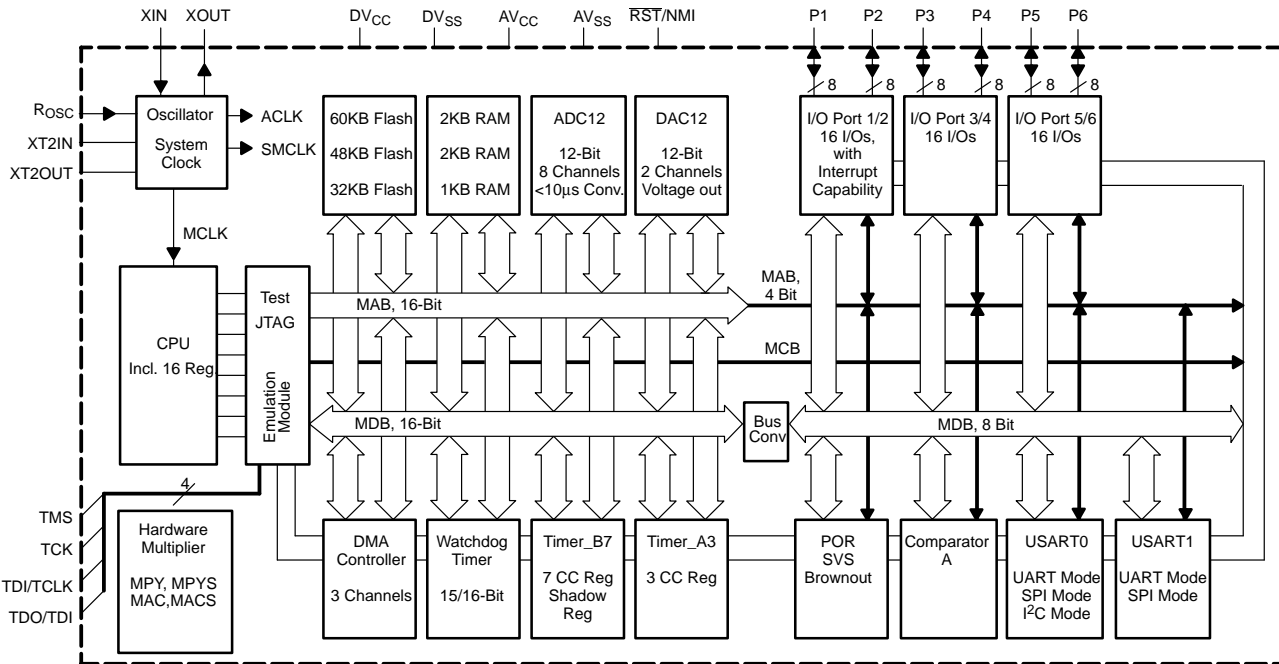 XIN XOUT DVCC DVSS AVCC AVSS RST/NMI P1 P2 P3 P4 P5 P6
8 8 8 8 8 8
ROSC
XT2IN
XT2OUT
Oscillator
System
Clock
ACLK
SMCLK
MCLK
60KB Flash
48KB Flash
32KB Flash
2KB RAM
2KB RAM
1KB RAM
ADC12
12-Bit
8 Channels
<10µs Conv.
DAC12
12-Bit
2 Channels
Voltage out
I/O Port 1/2
16 I/Os,
with
Interrupt
Capability
I/O Port 3/4
16 I/Os
I/O Port 5/6
16 I/Os
CPU
Incl. 16 Reg.
Test
JTAG
Emulation
Module
MAB, 16-Bit
MAB,
4 Bit
MCB
MDB, 16-Bit
Bus
Conv
MDB, 8 Bit
4
TMS
TCK
TDI/TCLK
TDO/TDI
Hardware
Multiplier
MPY, MPYS
MAC,MACS
DMA
Controller
3 Channels
Watchdog
Timer
15/16-Bit
Timer_B7
7 CC Reg
Shadow
Reg
Timer_A3
3 CC Reg
POR
SVS
Brownout
Comparator
A
USART0
UART Mode
SPI Mode
I²C Mode
USART1
UART Mode
SPI Mode